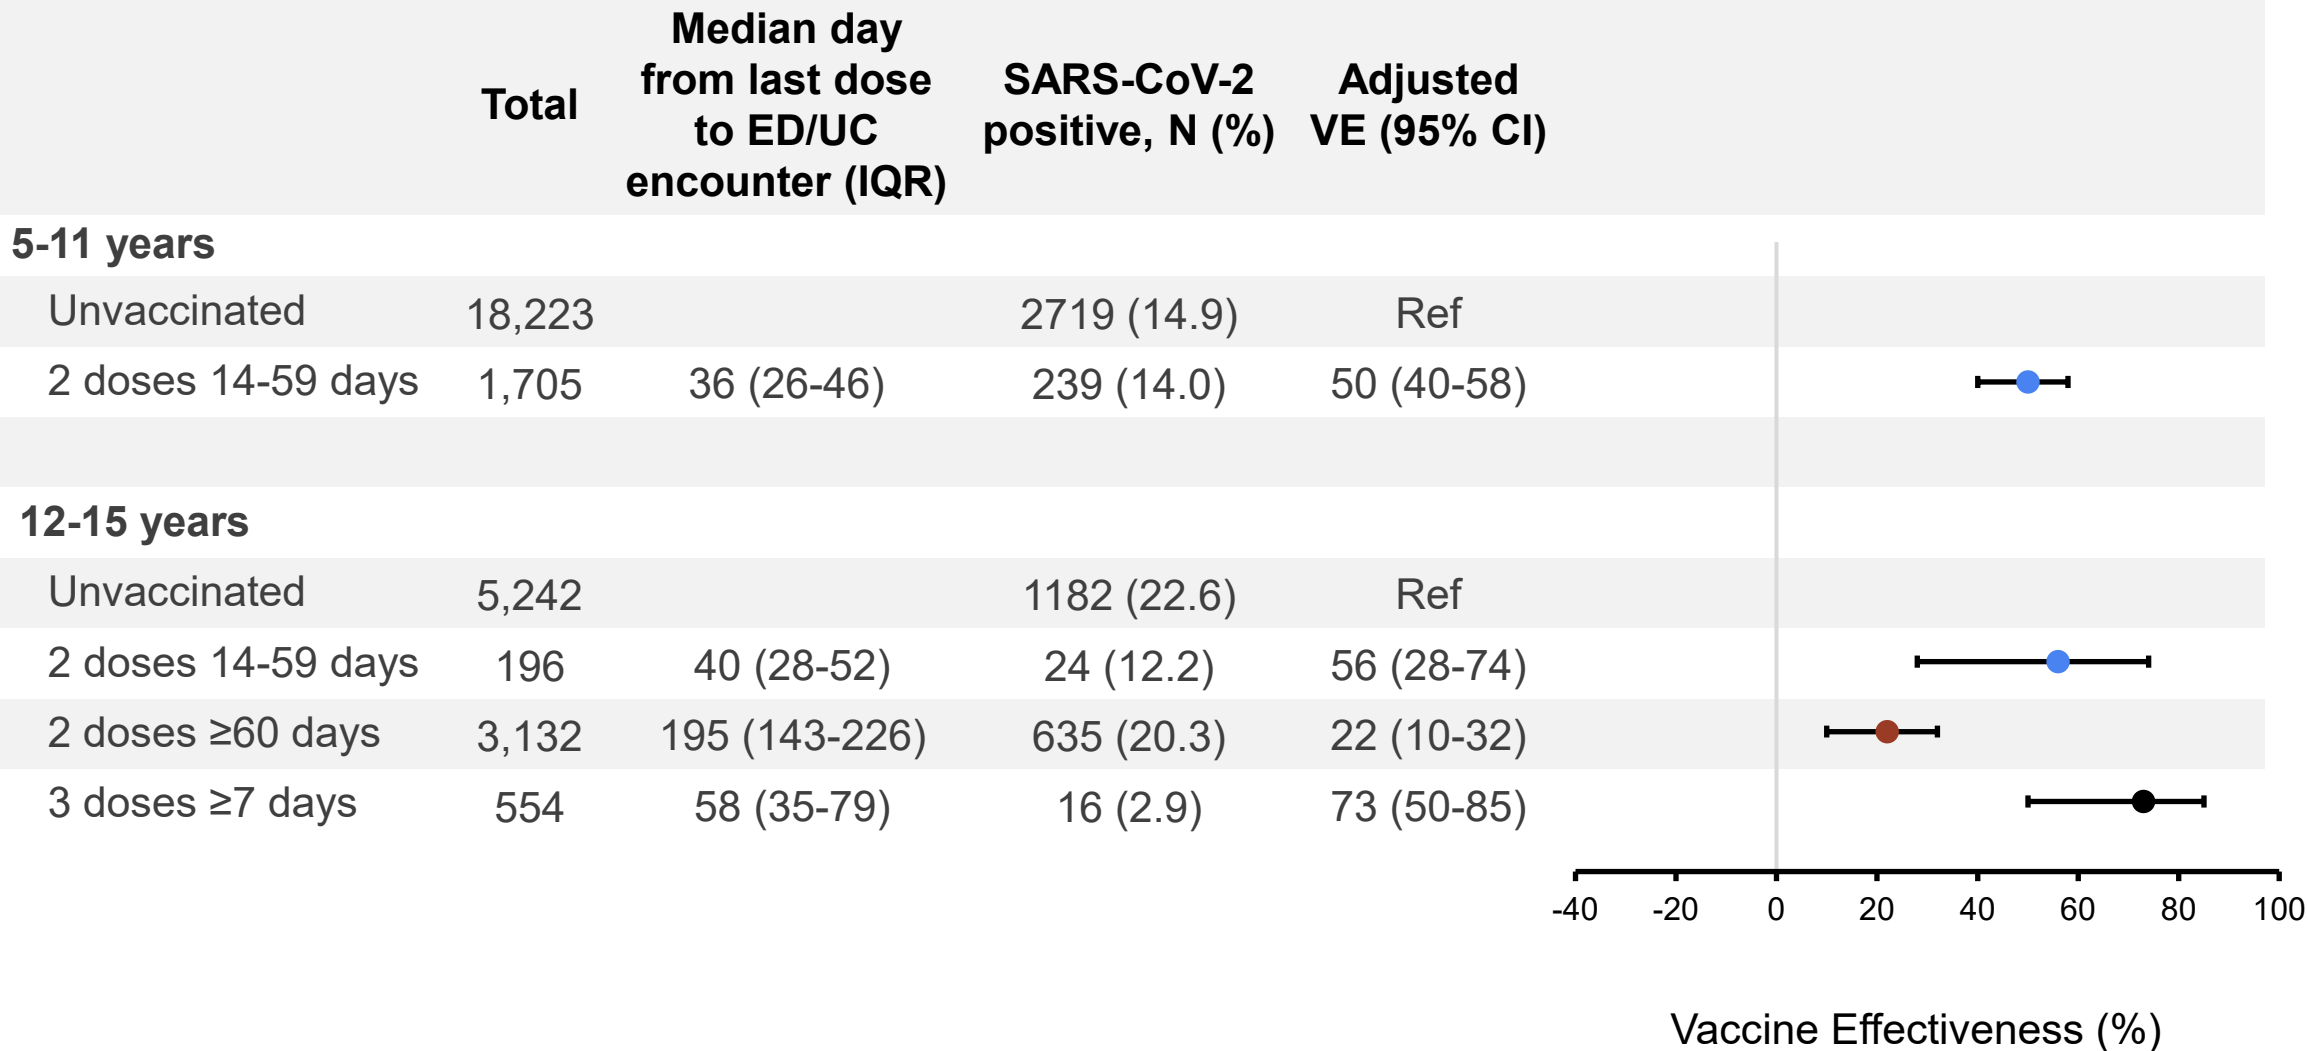 Total
Median day
from last dose
to ED/UC
encounter (IQR)
SARS-CoV-2
positive, N (%)
Adjusted
VE (95% CI)
5-11 years
Unvaccinated 18,223 2719 (14.9) Ref
2 doses 14-59 days 1,705 36 (26-46) 239 (14.0) 50 (40-58)
12-15 years
Unvaccinated 5,242 1182 (22.6) Ref
2 doses 14-59 days 196 40 (28-52) 24 (12.2) 56 (28-74)
2 doses ≥60 days 3,132 195 (143-226) 635 (20.3) 22 (10-32)
3 doses ≥7 days 554 58 (35-79) 16 (2.9) 73 (50-85)
-40 -20 0 20 40 60 80 100
Vaccine Effectiveness (%)